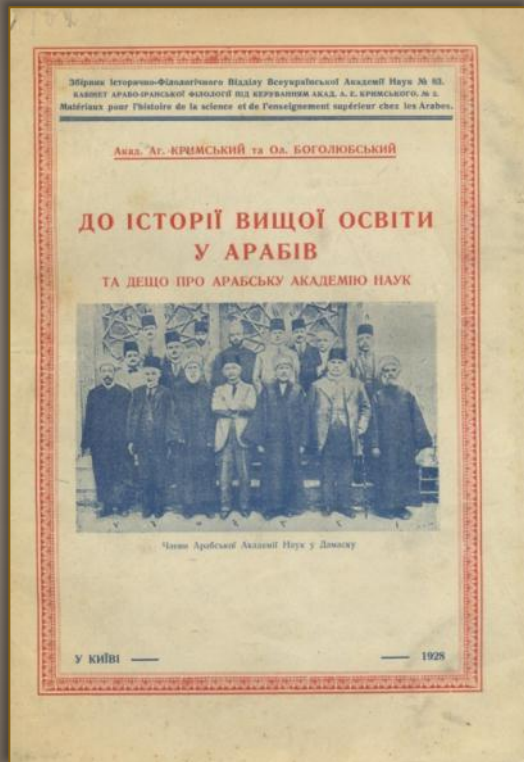 Збірник Історично-Філологічного Відділу Всеукраїнської Академії Наук № 83.
КАБІНЕТ АРАБО-ІРАНСЬКОЇ ФІЛОЛОГІЇ ПІД КЕРУВАННЯМ АКАД. А. Е. КРИМСЬКОГО. № 2.
Matériaux pour l'histoire de la science et de l'enseignement supérieur chez les Arabes.
Акад. Аг. КРИМСЬКИЙ та Ол. БОГОЛЮБСЬКИЙ
ДО ІСТОРІЇ ВИЩОЇ ОСВІТИ
У АРАБІВ
ТА ДЕЩО ПРО АРАБСЬКУ АКАДЕМІЮ НАУК
Члени Арабської Академії Наук у Дамаску
У КИЇВІ — — 1928